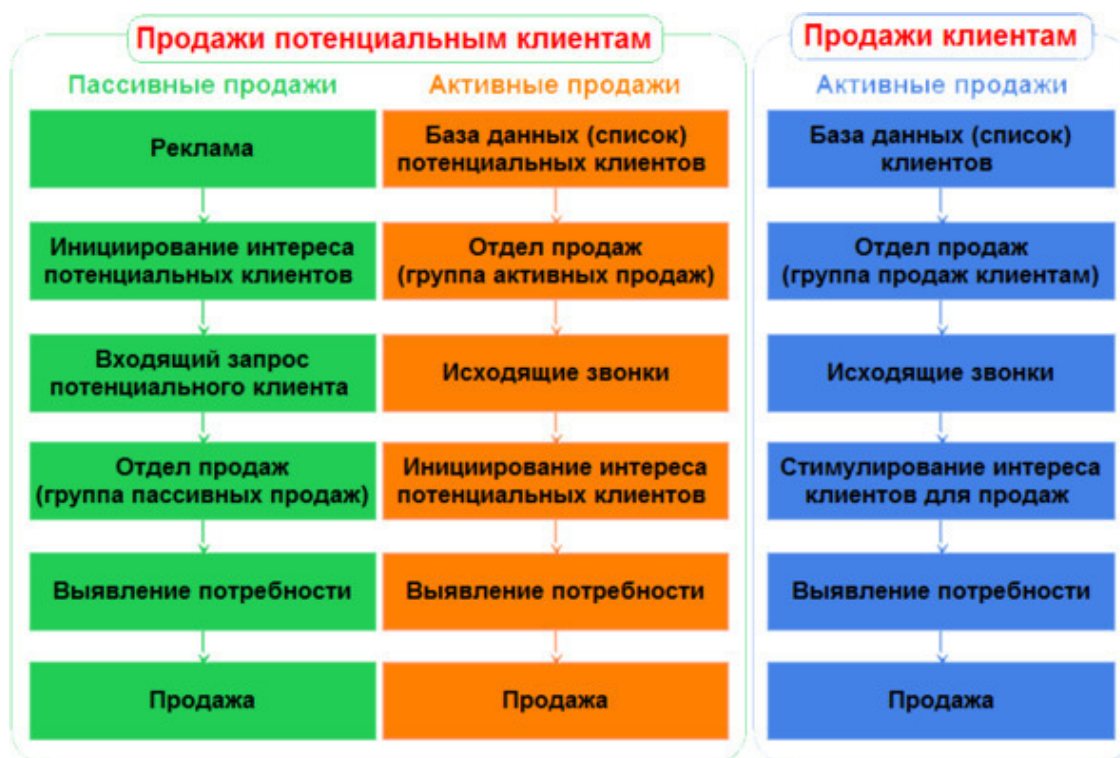 Продажи потенциальным клиентам
Пассивные продажи
Реклама
Инициирование интереса
потенциальных клиентов
Входящий запрос
потенциального клиента
Отдел продаж
(группа пассивных продаж)
Выявление потребности
Продажа
Активные продажи
База данных (список)
потенциальных клиентов
Отдел продаж
(группа активных продаж)
Исходящие звонки
Инициирование интереса
потенциальных клиентов
Выявление потребности
Продажа
Продажи клиентам
Активные продажи
База данных (список)
клиентов
Отдел продаж
(группа продаж клиентам)
Исходящие звонки
Стимулирование интереса
клиентов для продаж
Выявление потребности
Продажа